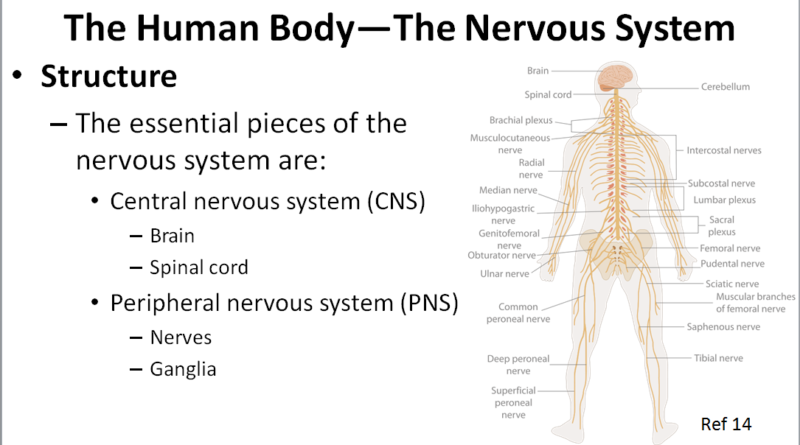 The Human Body—The Nervous System
• Structure
– The essential pieces of the
nervous system are:
• Central nervous system (CNS)
– Brain
– Spinal cord
• Peripheral nervous system (PNS)
– Nerves
– Ganglia
Brain
Spinal cord
Brachial plexus
Musculocutaneous
nerve
Radial
nerve
Median nerve
Iliohypogastric
nerve
Genitofemoral
nerve
Obturator nerve
Ulnar nerve
Common
peroneal nerve
Deep peroneal
nerve
Superficial
peroneal
nerve
Cerebellum
Intercostal nerves
Subcostal nerve
Lumbar plexus
Sacral
plexus
Femoral nerve
Pudental nerve
Sciatic nerve
Muscular branches
of femoral nerve
Saphenous nerve
Tibial nerve
Ref 14